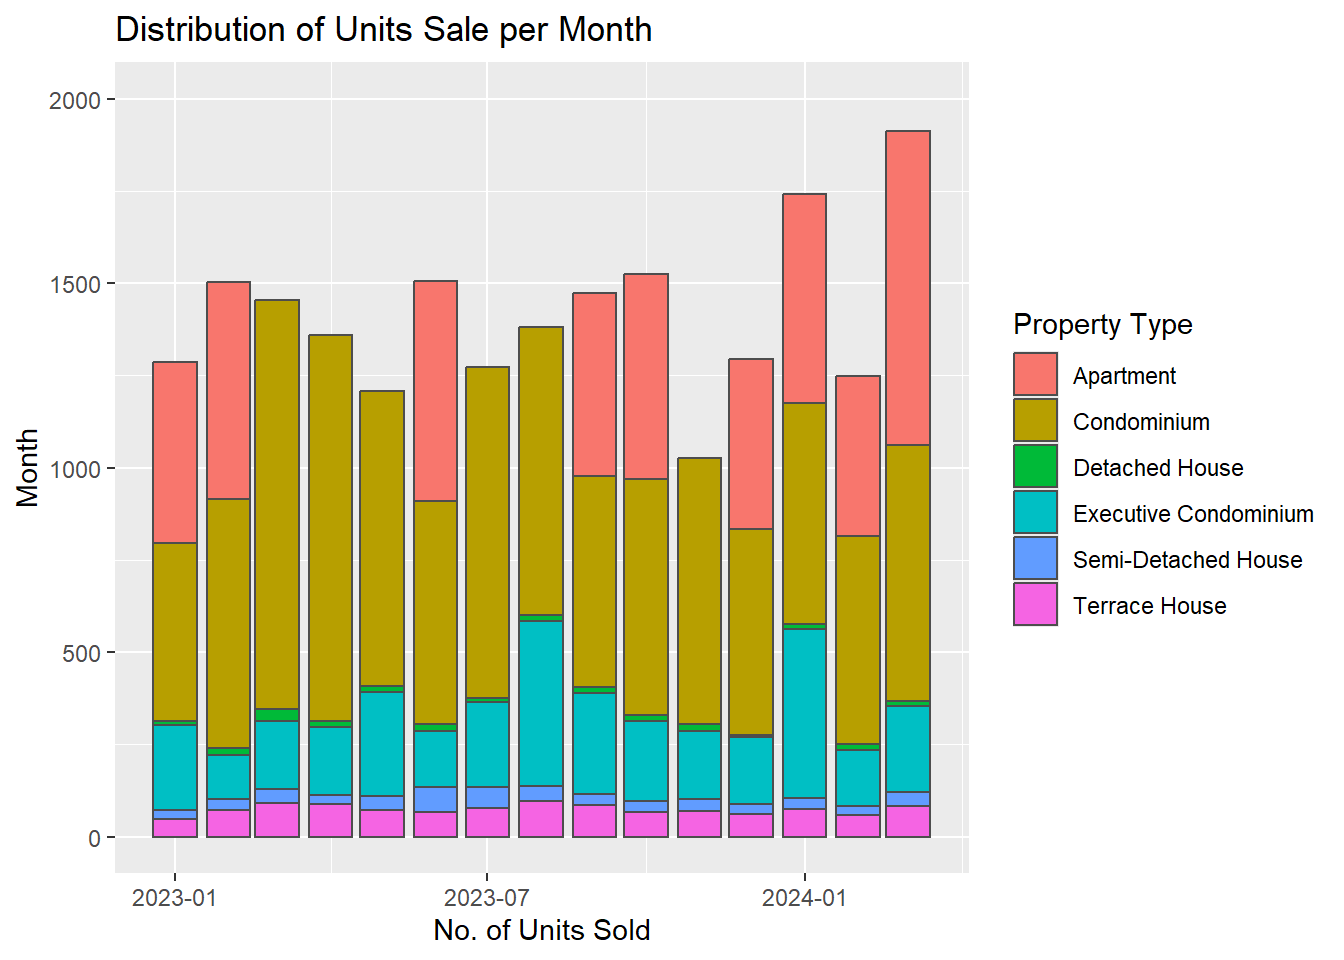 Distribution of Units Sale per Month
2000
1500
1000
500
0
Month
2023-01
2023-07
2024-01
No. of Units Sold
Property Type
Apartment
Condominium
Detached House
Executive Condominium
Semi-Detached House
Terrace House